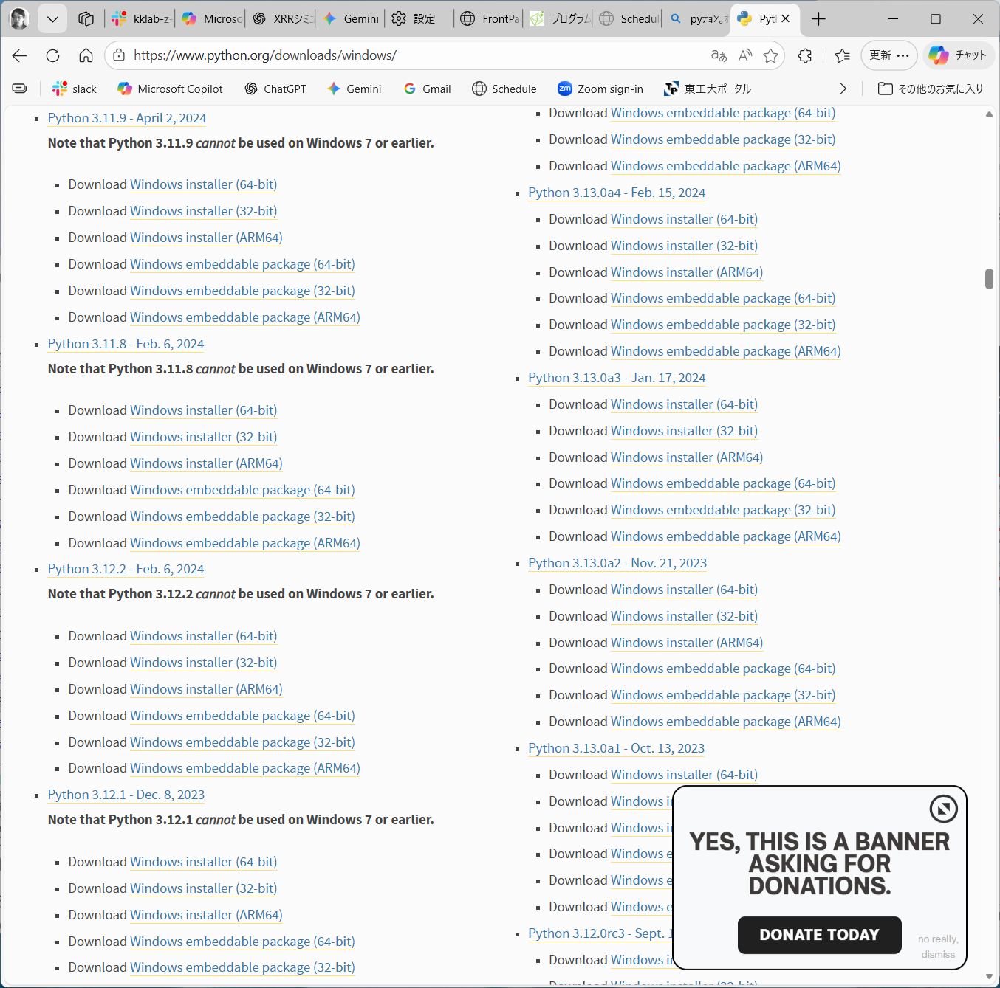 kklab-z-
Microso
XRRシミ
Gemini
設定
FrontPa
プログラム
Schedul
Pyt
https://www.python.org/downloads/windows/
更新
チャット
slack
Microsoft Copilot
ChatGPT
Gemini
Gmail
Schedule
zm
Zoom sign-in
東工大ポータル
その他のお気に入り
Python 3.11.9 - April 2, 2024
Note that Python 3.11.9 cannot be used on Windows 7 or earlier.
Download Windows installer (64-bit)
Download Windows installer (32-bit)
Download Windows installer (ARM64)
Download Windows embeddable package (64-bit)
Download Windows embeddable package (32-bit)
Download Windows embeddable package (ARM64)
Python 3.11.8 - Feb. 6, 2024
Note that Python 3.11.8 cannot be used on Windows 7 or earlier.
Download Windows installer (64-bit)
Download Windows installer (32-bit)
Download Windows installer (ARM64)
Download Windows embeddable package (64-bit)
Download Windows embeddable package (32-bit)
Download Windows embeddable package (ARM64)
Python 3.12.2 - Feb. 6, 2024
Note that Python 3.12.2 cannot be used on Windows 7 or earlier.
Download Windows installer (64-bit)
Download Windows installer (32-bit)
Download Windows installer (ARM64)
Download Windows embeddable package (64-bit)
Download Windows embeddable package (32-bit)
Download Windows embeddable package (ARM64)
Python 3.12.1 - Dec. 8, 2023
Note that Python 3.12.1 cannot be used on Windows 7 or earlier.
Download Windows installer (64-bit)
Download Windows installer (32-bit)
Download Windows installer (ARM64)
Download Windows embeddable package (64-bit)
Download Windows embeddable package (32-bit)
Download Windows embeddable package (64-bit)
Download Windows embeddable package (32-bit)
Download Windows embeddable package (ARM64)
Python 3.13.0a4 - Feb. 15, 2024
Download Windows installer (64-bit)
Download Windows installer (32-bit)
Download Windows installer (ARM64)
Download Windows embeddable package (64-bit)
Download Windows embeddable package (32-bit)
Download Windows embeddable package (ARM64)
Python 3.13.0a3 - Jan. 17, 2024
Download Windows installer (64-bit)
Download Windows installer (32-bit)
Download Windows installer (ARM64)
Download Windows embeddable package (64-bit)
Download Windows embeddable package (32-bit)
Download Windows embeddable package (ARM64)
Python 3.13.0a2 - Nov. 21, 2023
Download Windows installer (64-bit)
Download Windows installer (32-bit)
Download Windows installer (ARM64)
Download Windows embeddable package (64-bit)
Download Windows embeddable package (32-bit)
Download Windows embeddable package (ARM64)
Python 3.13.0a1 - Oct. 13, 2023
Download Windows installer (64-bit)
Download Windows i
Download Windows i
Download Windows e
Download Windows e
Download Windows e
Python 3.12.0rc3 - Sept. 1
Download Windows i
Download Windows installer (32-bit)
YES, THIS IS A BANNER
ASKING FOR
DONATIONS.
DONATE TODAY
no really,
dismiss